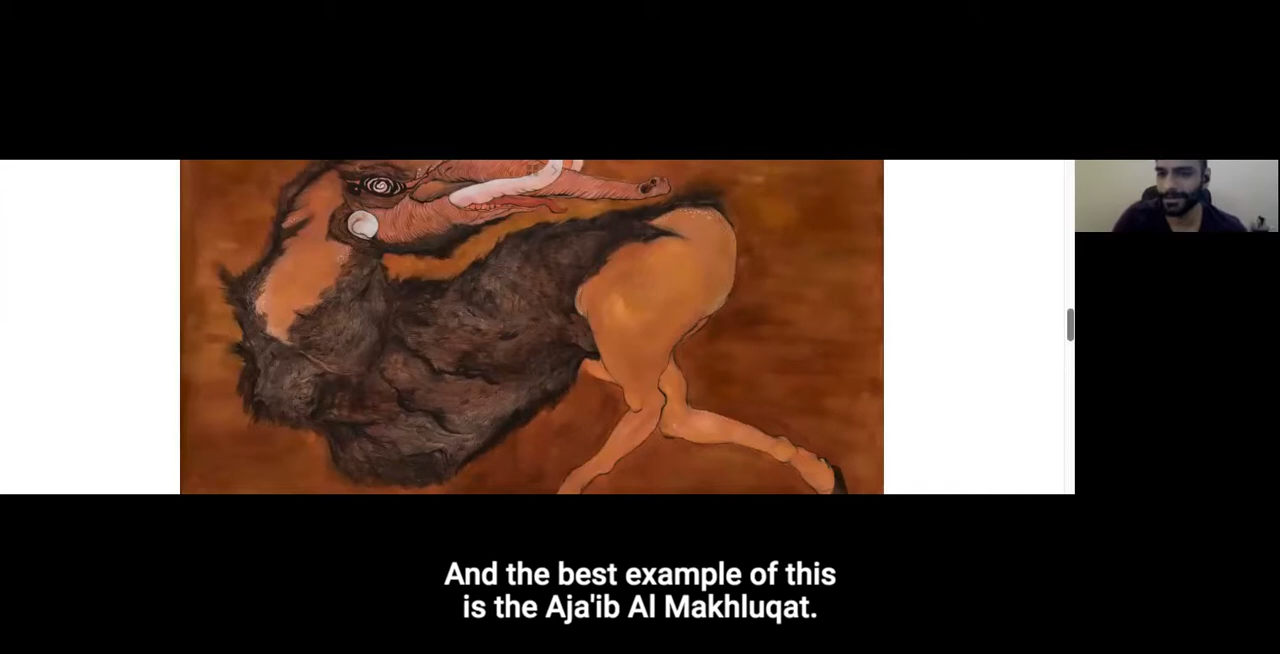 And the best example of this
is the Aja'ib Al Makhluqat.